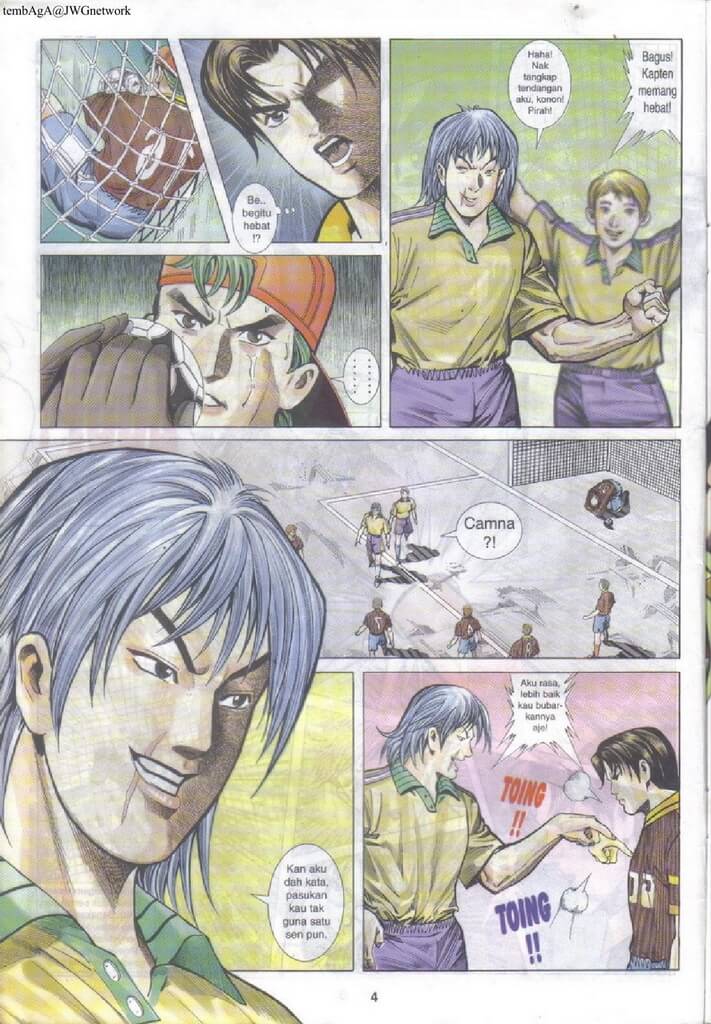 tembAgA@JWGnetwork
Be..
begitu
hebat
!?
Haha!
Nak
tangkap
tendangan
aku, konon!
Pirah!
Bagus!
Kapten
memang
hebat!
Camna
?!
Kan aku
dah kata,
pasukan
kau tak
guna satu
sen pun.
Aku rasa,
lebih baik
kau bubar-
kannya
aje!
TOING
!!
TOING
!!
4